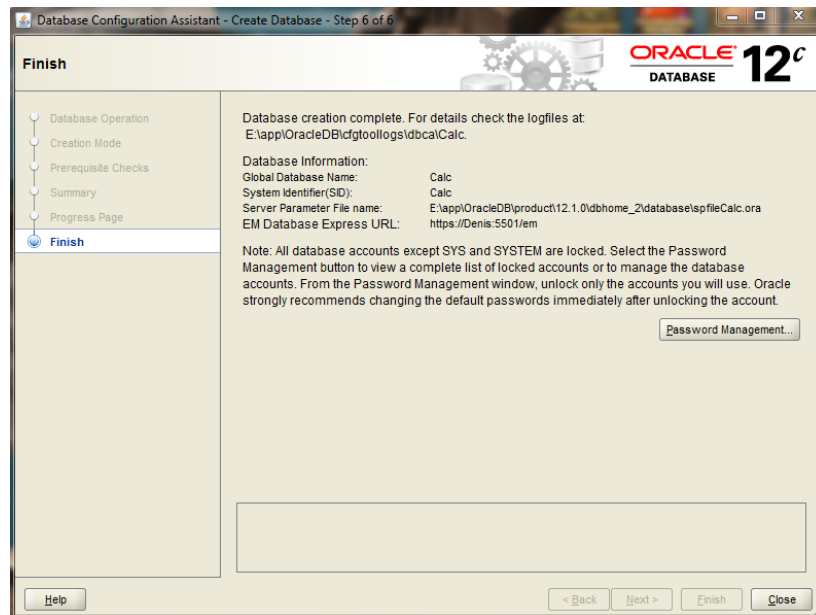 Database Configuration Assistant - Create Database - Step 6 of 6
Finish
ORACLE
DATABASE
12c
Database Operation
Creation Mode
Prerequisite Checks
Summary
Progress Page
Finish
Database creation complete. For details check the logfiles at:
E:\app\OracleDB\cfgtoollogs\dbca\Calc.
Database Information:
Global Database Name: Calc
System Identifier(SID): Calc
Server Parameter File name: E:\app\OracleDB\product\12.1.0\dbhome_2\database\spfileCalc.ora
EM Database Express URL: https://Denis:5501/em
Note: All database accounts except SYS and SYSTEM are locked. Select the Password
Management button to view a complete list of locked accounts or to manage the database
accounts. From the Password Management window, unlock only the accounts you will use. Oracle
strongly recommends changing the default passwords immediately after unlocking the account.
Password Management...
Help
< Back
Next >
Finish
Close